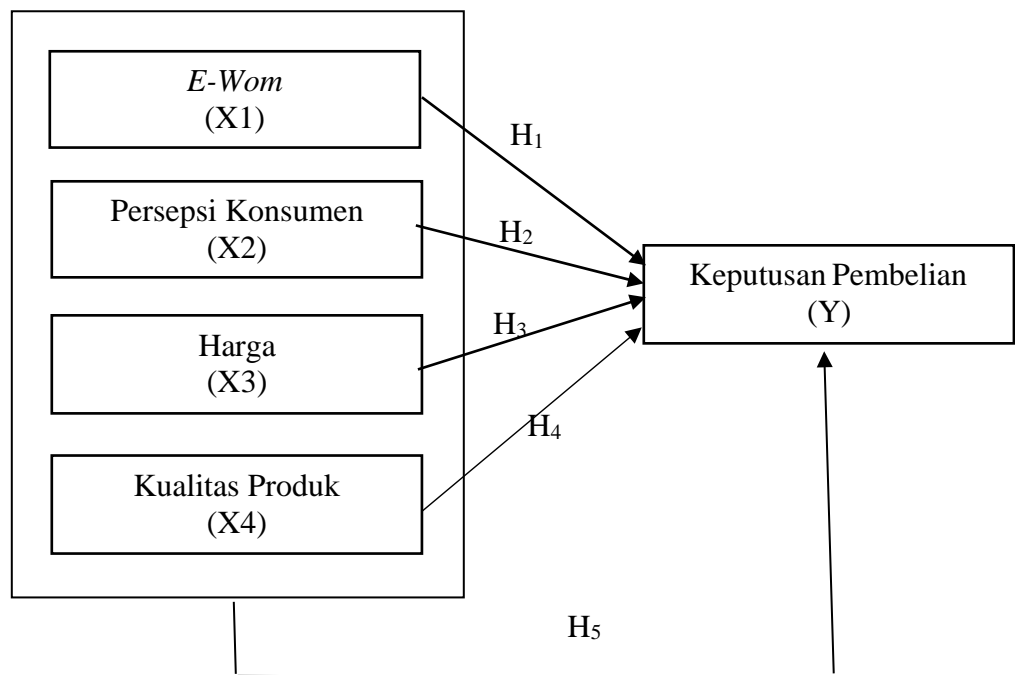 E-Wom
(X1)
H₁
Persepsi Konsumen
(X2)
H₂
Keputusan Pembelian
(Y)
Harga
(X3)
H₃
H₄
Kualitas Produk
(X4)
H₅